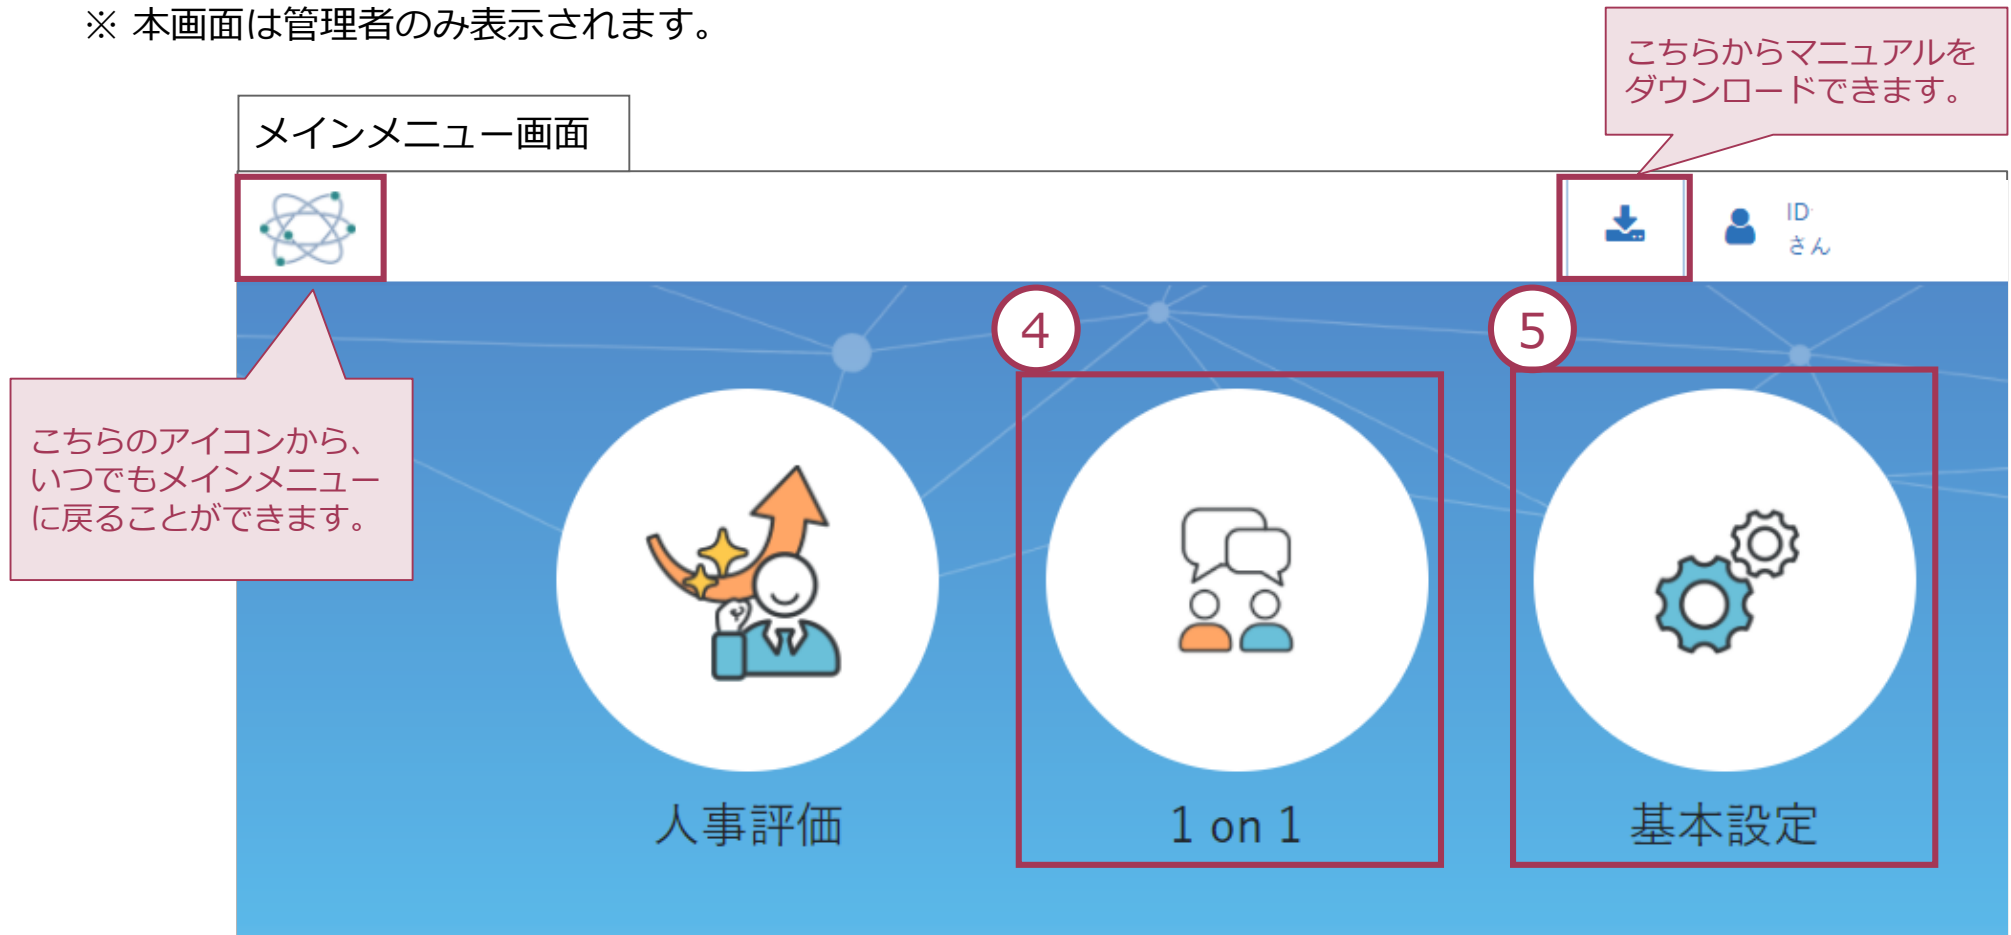 ※ 本画面は管理者のみ表示されます。
こちらからマニュアルを
ダウンロードできます。
メインメニュー画面
ID
さん
4
5
こちらのアイコンから、
いつでもメインメニュー
に戻ることができます。
人事評価
1 on 1
基本設定